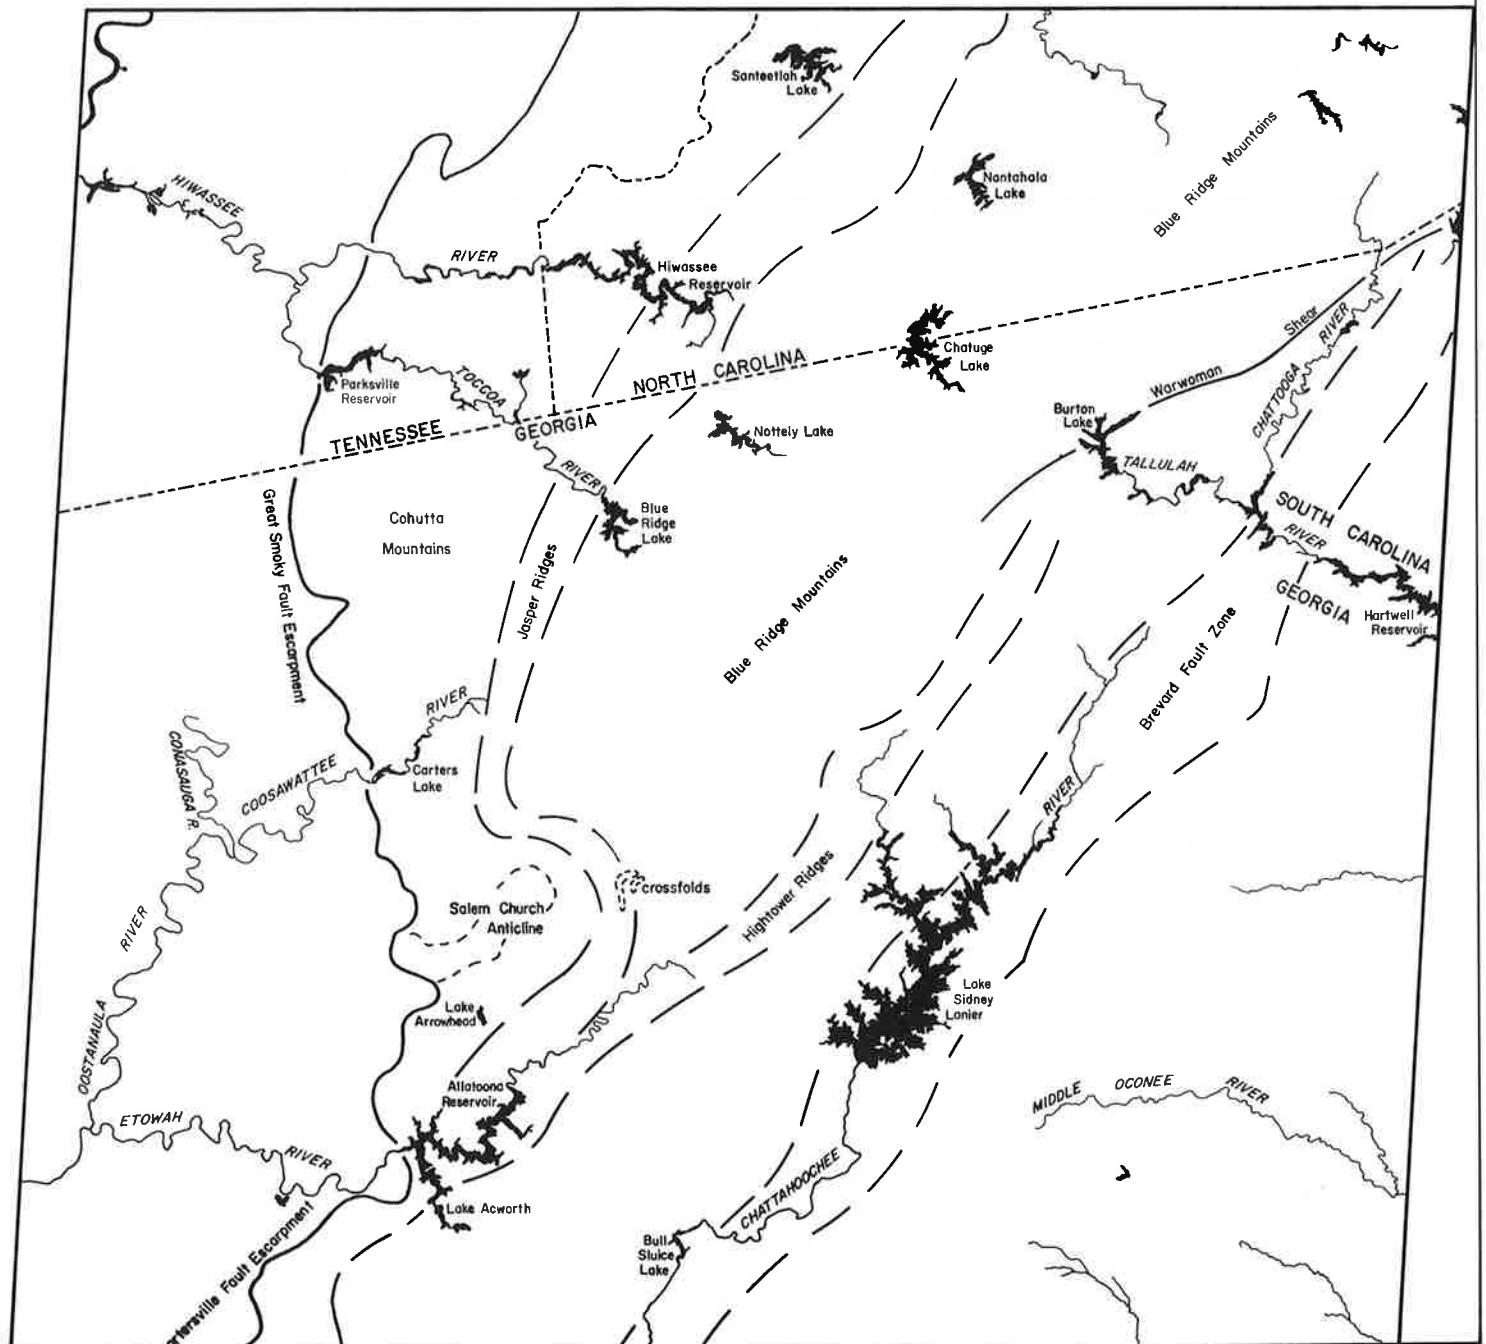 Santeetlah
Lake
Blue Ridge Mountains
HIWASSEE
RIVER
Nantahala
Lake
Hiwassee
Reservoir
Parksville
Reservoir
TOCCOA
RIVER
TENNESSEE
NORTH CAROLINA
GEORGIA
Chatuge
Lake
Nottely Lake
Warwoman Shear
CHATTOOGA
RIVER
Burton
Lake
TALLULAH
RIVER
SOUTH CAROLINA
GEORGIA
Hartwell
Reservoir
Great Smoky Fault Escarpment
Cohutta
Mountains
Blue
Ridge
Lake
Jasper Ridges
Blue Ridge Mountains
Brevard Fault Zone
CONASAUGA R.
COOSAWATTEE
RIVER
Carters
Lake
RIVER
Salem Church
Anticline
Crossfolds
Hightower Ridges
OOSTANAULA
RIVER
Lake
Arrowhead
Lake
Sidney
Lanier
Allatoona
Reservoir
ETOWAH
RIVER
MIDDLE OCONEE RIVER
Lake Acworth
CHATTAHOOCHEE
Bull
Sluice
Lake
rtersville Fault Escarpment